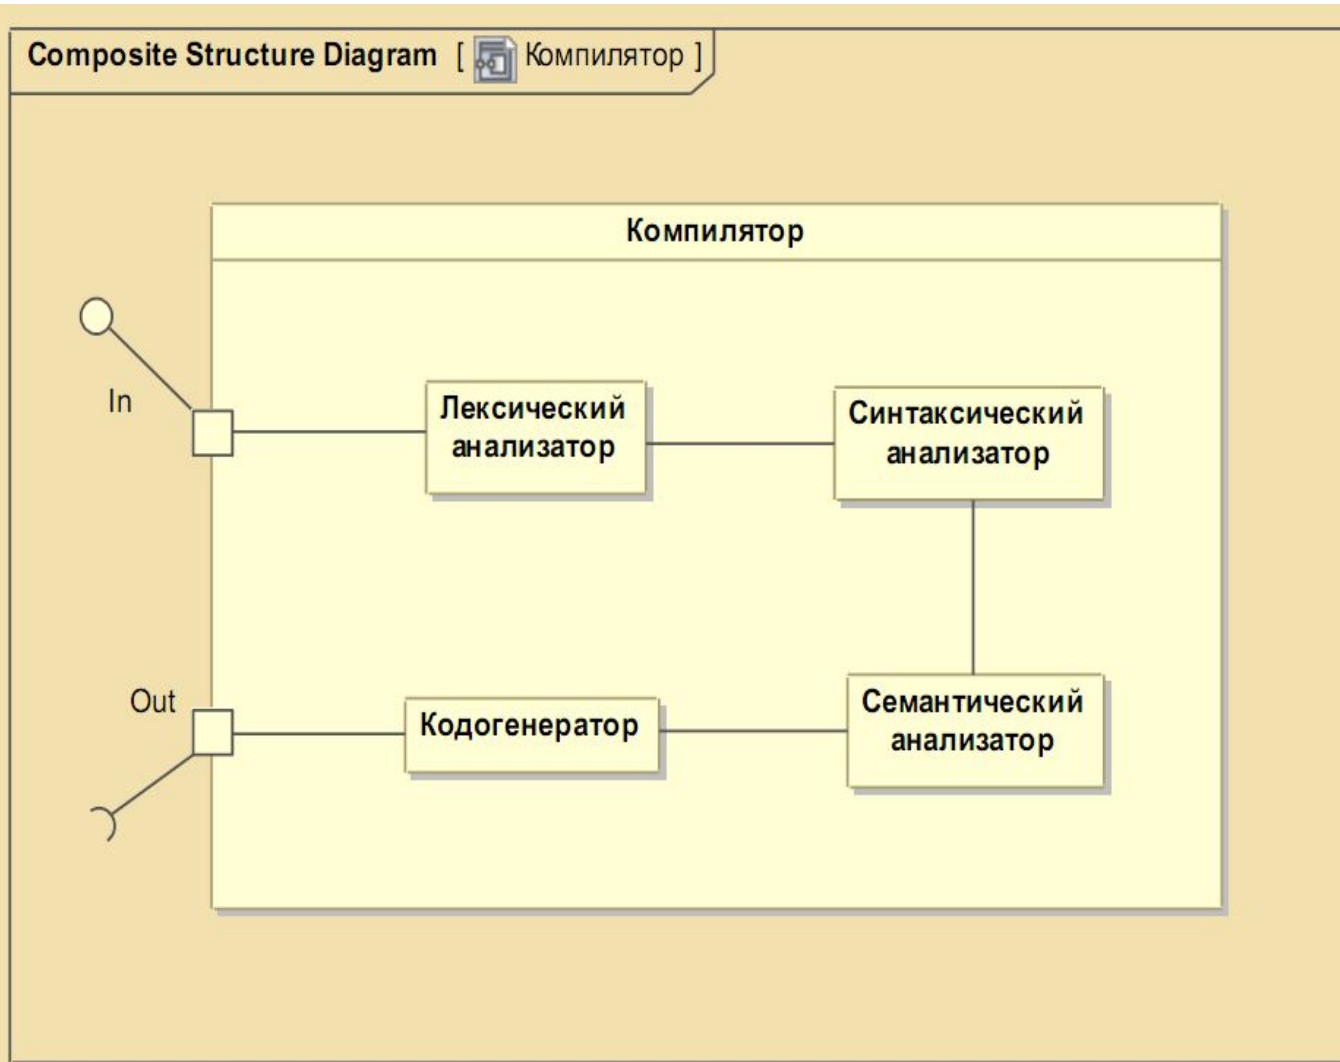 Composite Structure Diagram [ Компилятор ]
Компилятор
In
Лексический
анализатор
Синтаксический
анализатор
Out
Кодогенератор
Семантический
анализатор